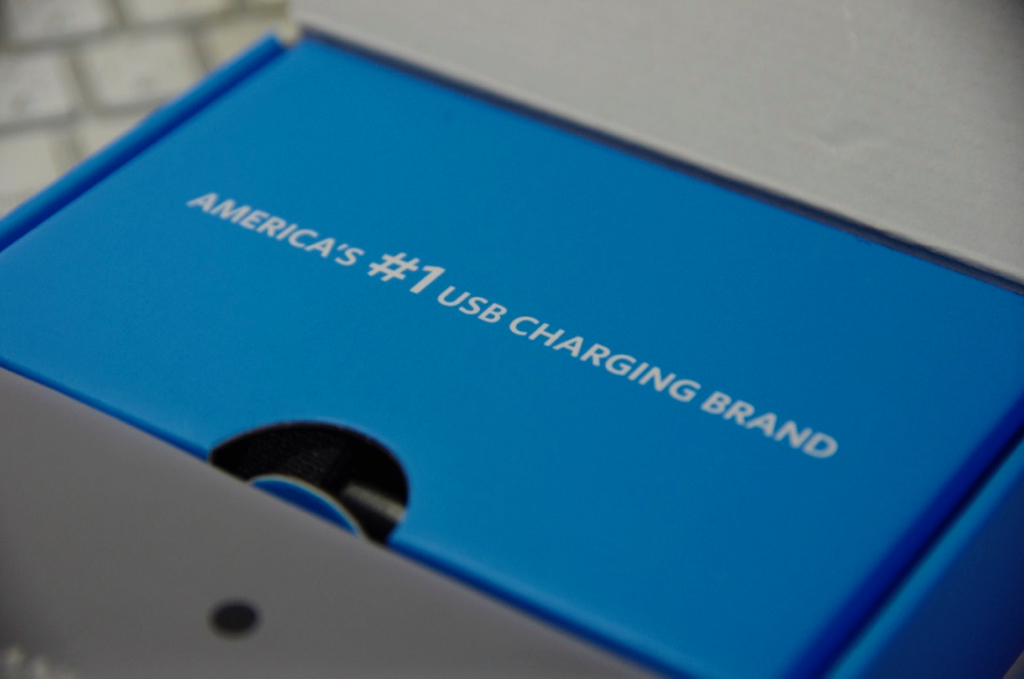 AMERICA'S #1 USB CHARGING BRAND